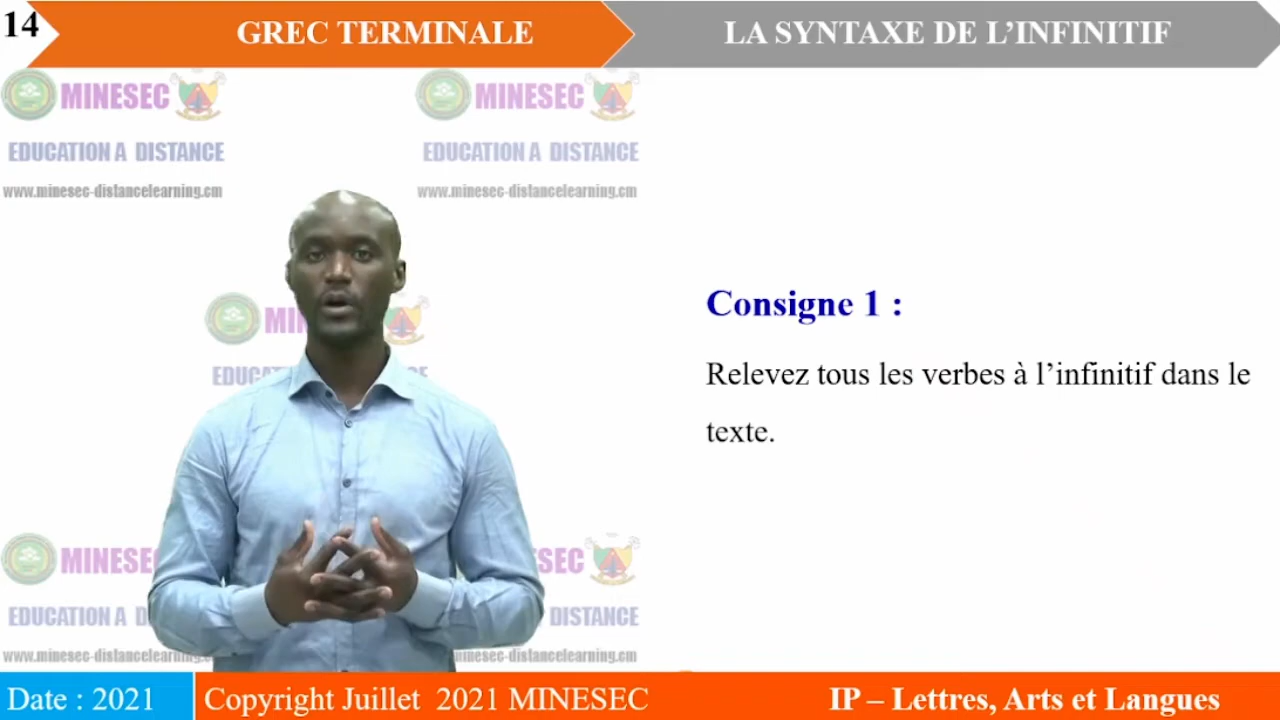 14
GREC TERMINALE
LA SYNTAXE DE L’INFINITIF
MINESEC
MINESEC
EDUCATION A DISTANCE
EDUCATION A DISTANCE
www.minesec-distancelearning.cm
www.minesec-distancelearning.cm
Consigne 1 :
Relevez tous les verbes à l’infinitif dans le
texte.
Date : 2021
Copyright Juillet 2021 MINESEC
IP – Lettres, Arts et Langues